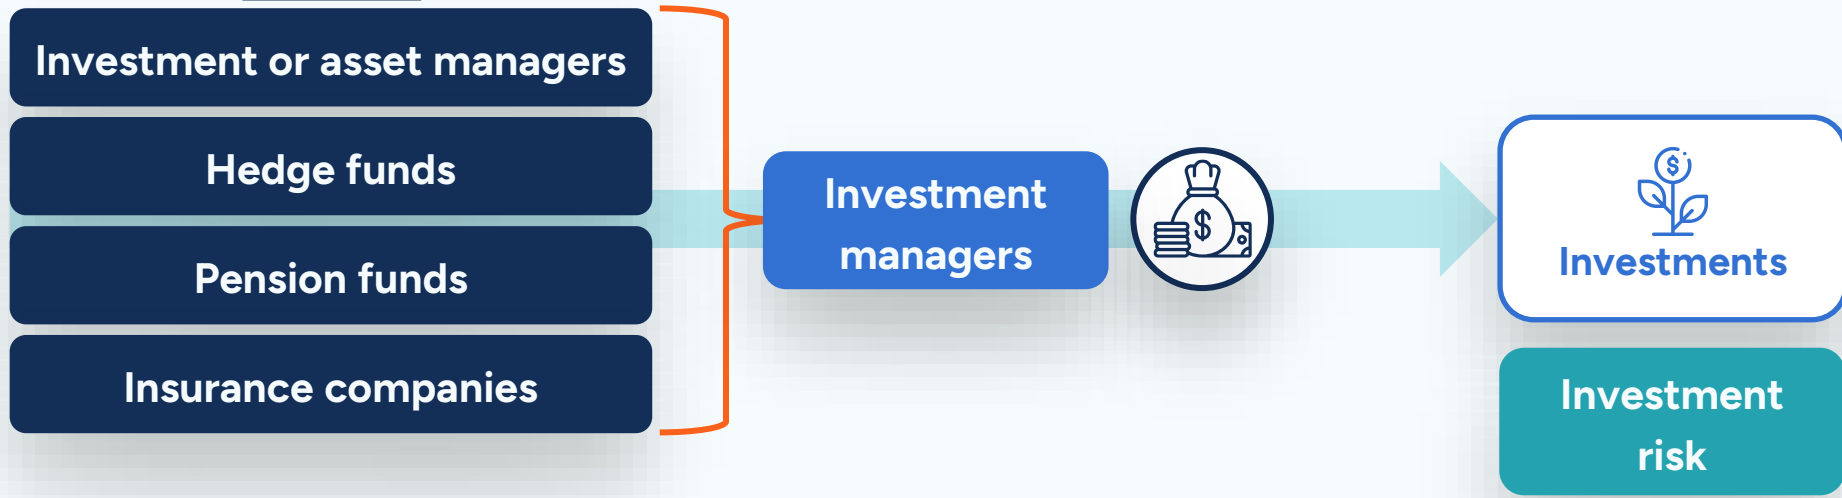 Investment or asset managers
Hedge funds
Pension funds
Insurance companies
Investment
managers
$
$
Investments
Investment
risk